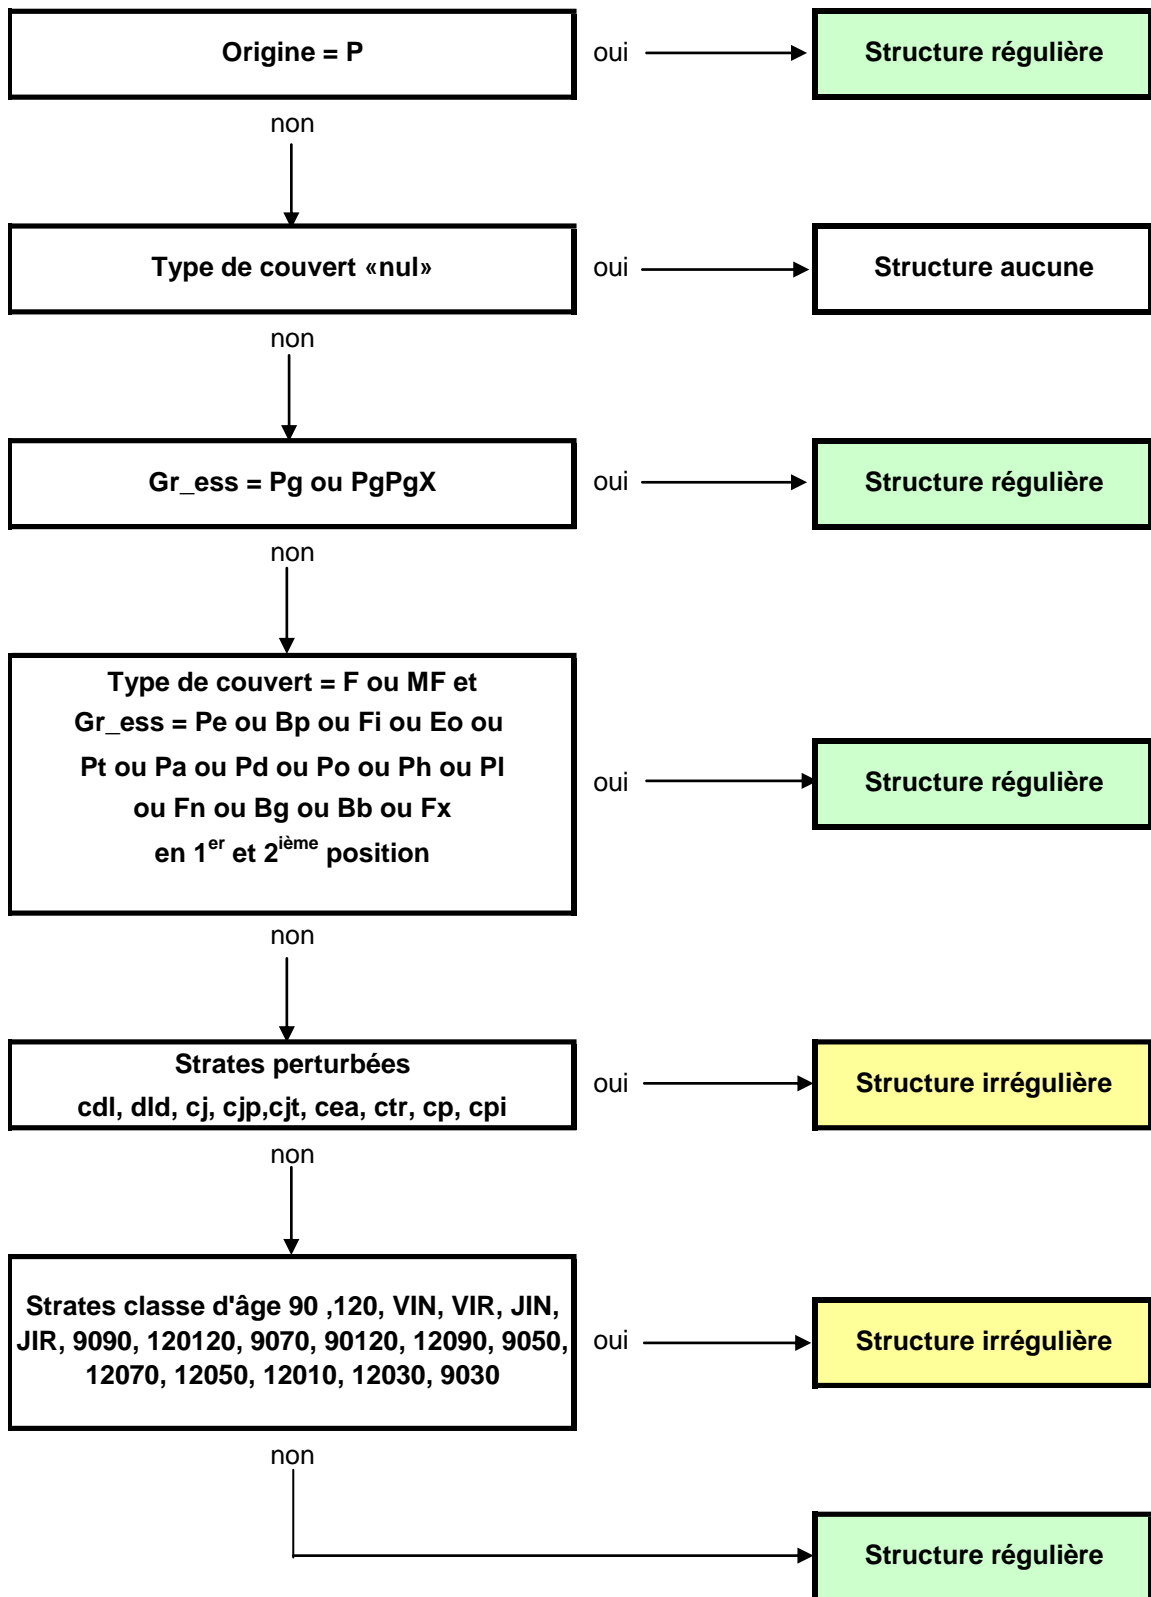 Origine = P
oui
Structure régulière
non
Type de couvert «nul»
oui
Structure aucune
non
Gr_ess = Pg ou PgPgX
oui
Structure régulière
non
Type de couvert = F ou MF et
Gr_ess = Pe ou Bp ou Fi ou Eo ou
Pt ou Pa ou Pd ou Po ou Ph ou Pl
ou Fn ou Bg ou Bb ou Fx
en 1er et 2ième position
oui
Structure régulière
non
Strates perturbées
cdl, dld, cj, cjp,cjt, cea, ctr, cp, cpi
oui
Structure irrégulière
non
Strates classe d'âge 90 ,120, VIN, VIR, JIN,
JIR, 9090, 120120, 9070, 90120, 12090, 9050,
12070, 12050, 12010, 12030, 9030
oui
Structure irrégulière
non
Structure régulière